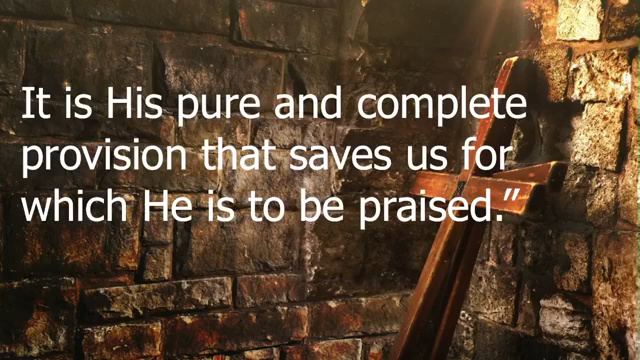 It is His pure and complete
provision that saves us for
which He is to be praised.”